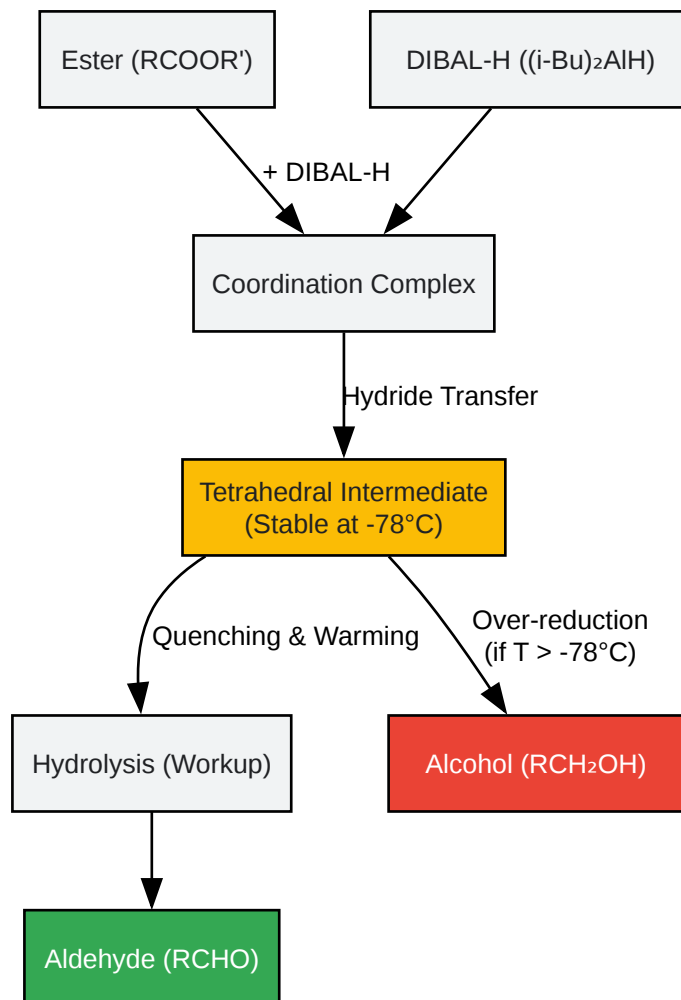 Ester (RCOOR')
DIBAL-H ((i-Bu)₂AlH)
+ DIBAL-H
Coordination Complex
Hydride Transfer
Tetrahedral Intermediate
(Stable at -78°C)
Quenching & Warming
Over-reduction
(if T > -78°C)
Hydrolysis (Workup)
Alcohol (RCH₂OH)
Aldehyde (RCHO)